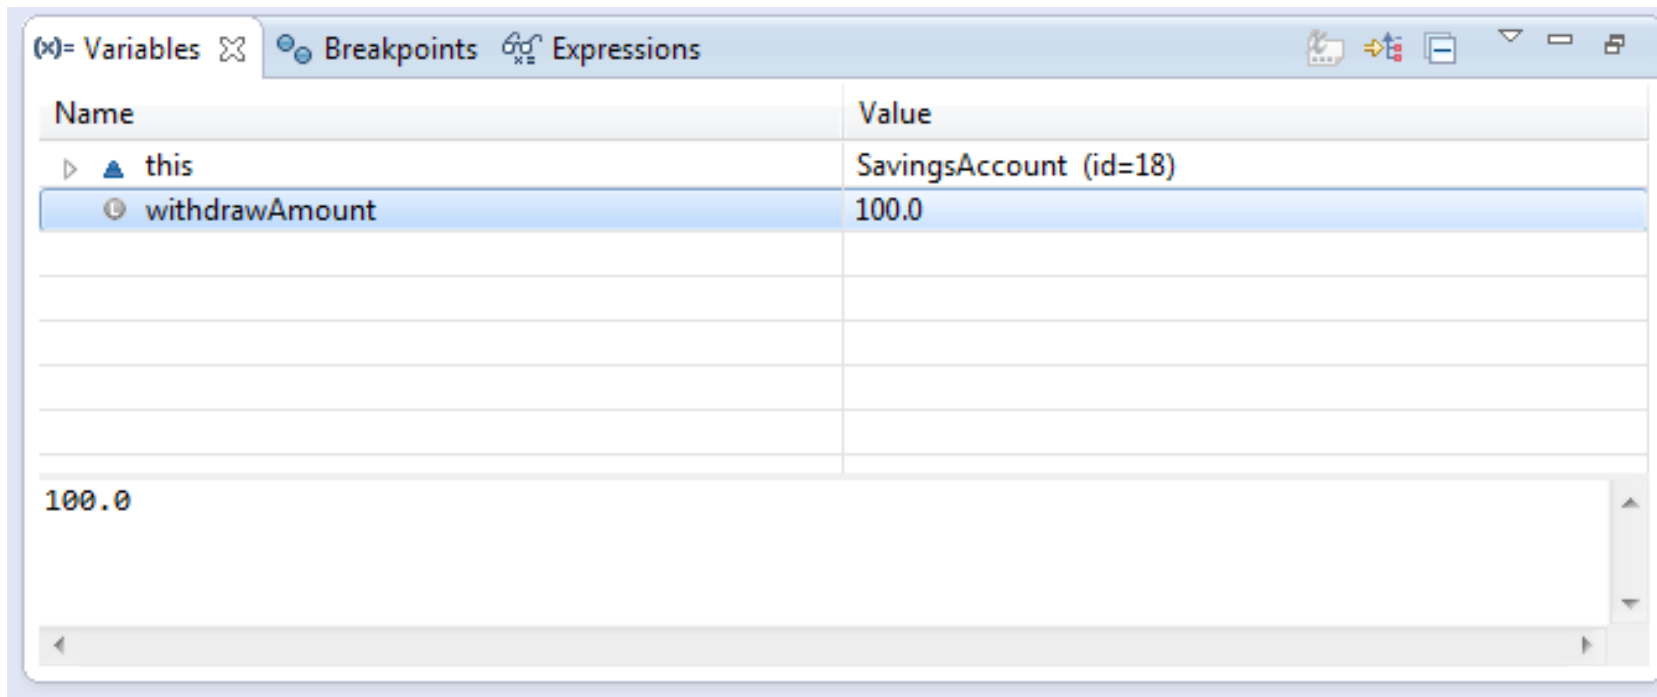 (x)= Variables Breakpoints Expressions
Name Value
this SavingsAccount (id=18)
withdrawAmount 100.0
100.0